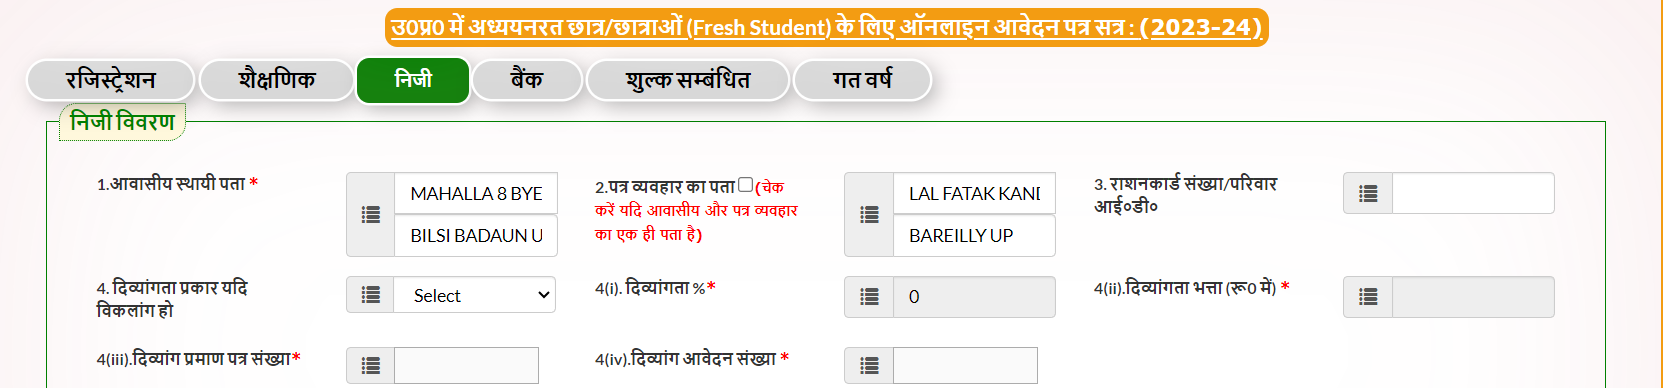 उ0प्र0 में अध्ययनरत छात्र/छात्राओं (Fresh Student) के लिए ऑनलाइन आवेदन पत्र सत्र : (2023-24)
रजिस्ट्रेशन शैक्षणिक निजी बैंक शुल्क सम्बंधित गत वर्ष
निजी विवरण
1.आवासीय स्थायी पता *
MAHALLA 8 BYE
BILSI BADAUN U
2.पत्र व्यवहार का पता (चेक
करें यदि आवासीय और पत्र व्यवहार
का एक ही पता है)
LAL FATAK KANI
BAREILLY UP
3. राशनकार्ड संख्या/परिवार
आई०डी०
4. दिव्यांगता प्रकार यदि
विकलांग हो
Select
4(i). दिव्यांगता %*
0
4(ii).दिव्यांगता भत्ता (रू0 में) *
4(iii).दिव्यांग प्रमाण पत्र संख्या*
4(iv).दिव्यांग आवेदन संख्या *